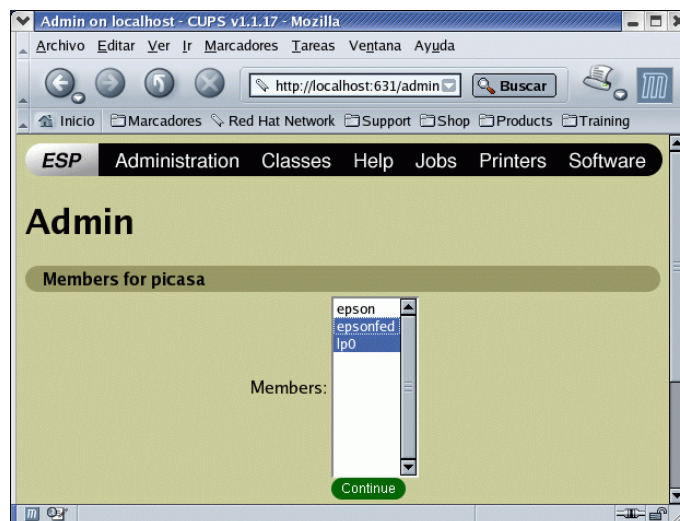 Admin on localhost - CUPS v1.1.17 - Mozilla
Archivo Editar Ver Ir Marcadores Tareas Ventana Ayuda
http://localhost:631/admin Buscar
Inicio Marcadores Red Hat Network Support Shop Products Training
ESP Administration Classes Help Jobs Printers Software
Admin
Members for picasa
epson
epsonfed
lp0
Members:
Continue